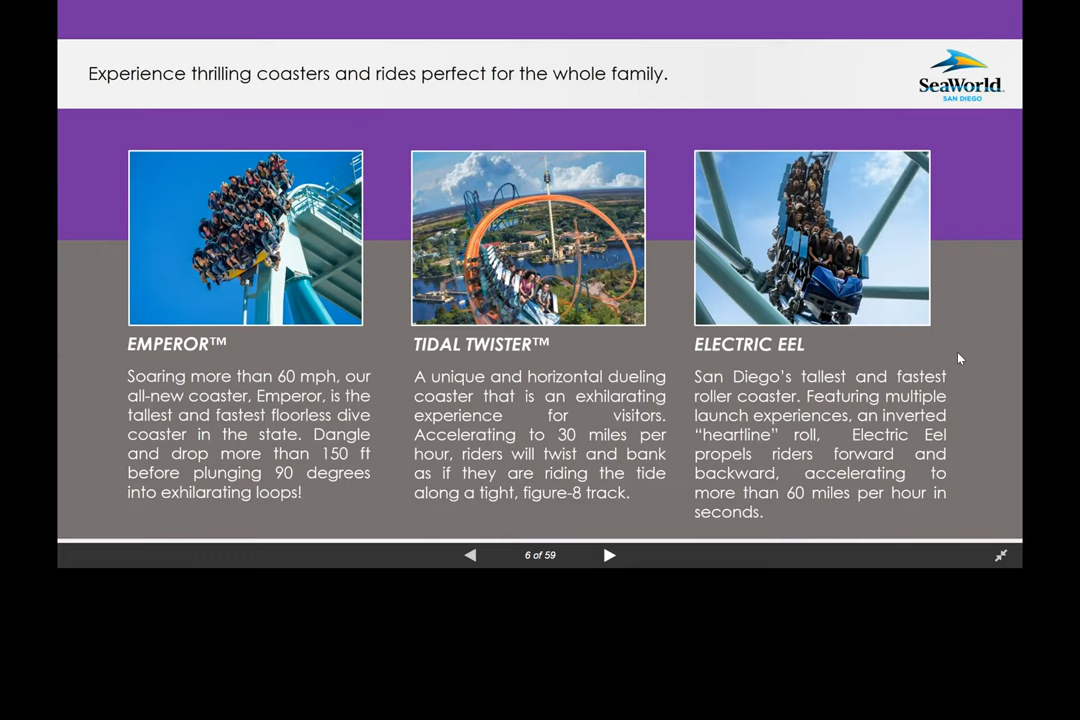 Experience thrilling coasters and rides perfect for the whole family.
SeaWorld
SAN DIEGO
EMPEROR™
Soaring more than 60 mph, our
all-new coaster, Emperor, is the
tallest and fastest floorless dive
coaster in the state. Dangle
and drop more than 150 ft
before plunging 90 degrees
into exhilarating loops!
TIDAL TWISTER™
A unique and horizontal dueling
coaster that is an exhilarating
experience for visitors.
Accelerating to 30 miles per
hour, riders will twist and bank
as if they are riding the tide
along a tight, figure-8 track.
ELECTRIC EEL
San Diego’s tallest and fastest
roller coaster. Featuring multiple
launch experiences, an inverted
“heartline” roll, Electric Eel
propels riders forward and
backward, accelerating to
more than 60 miles per hour in
seconds.
6 of 59